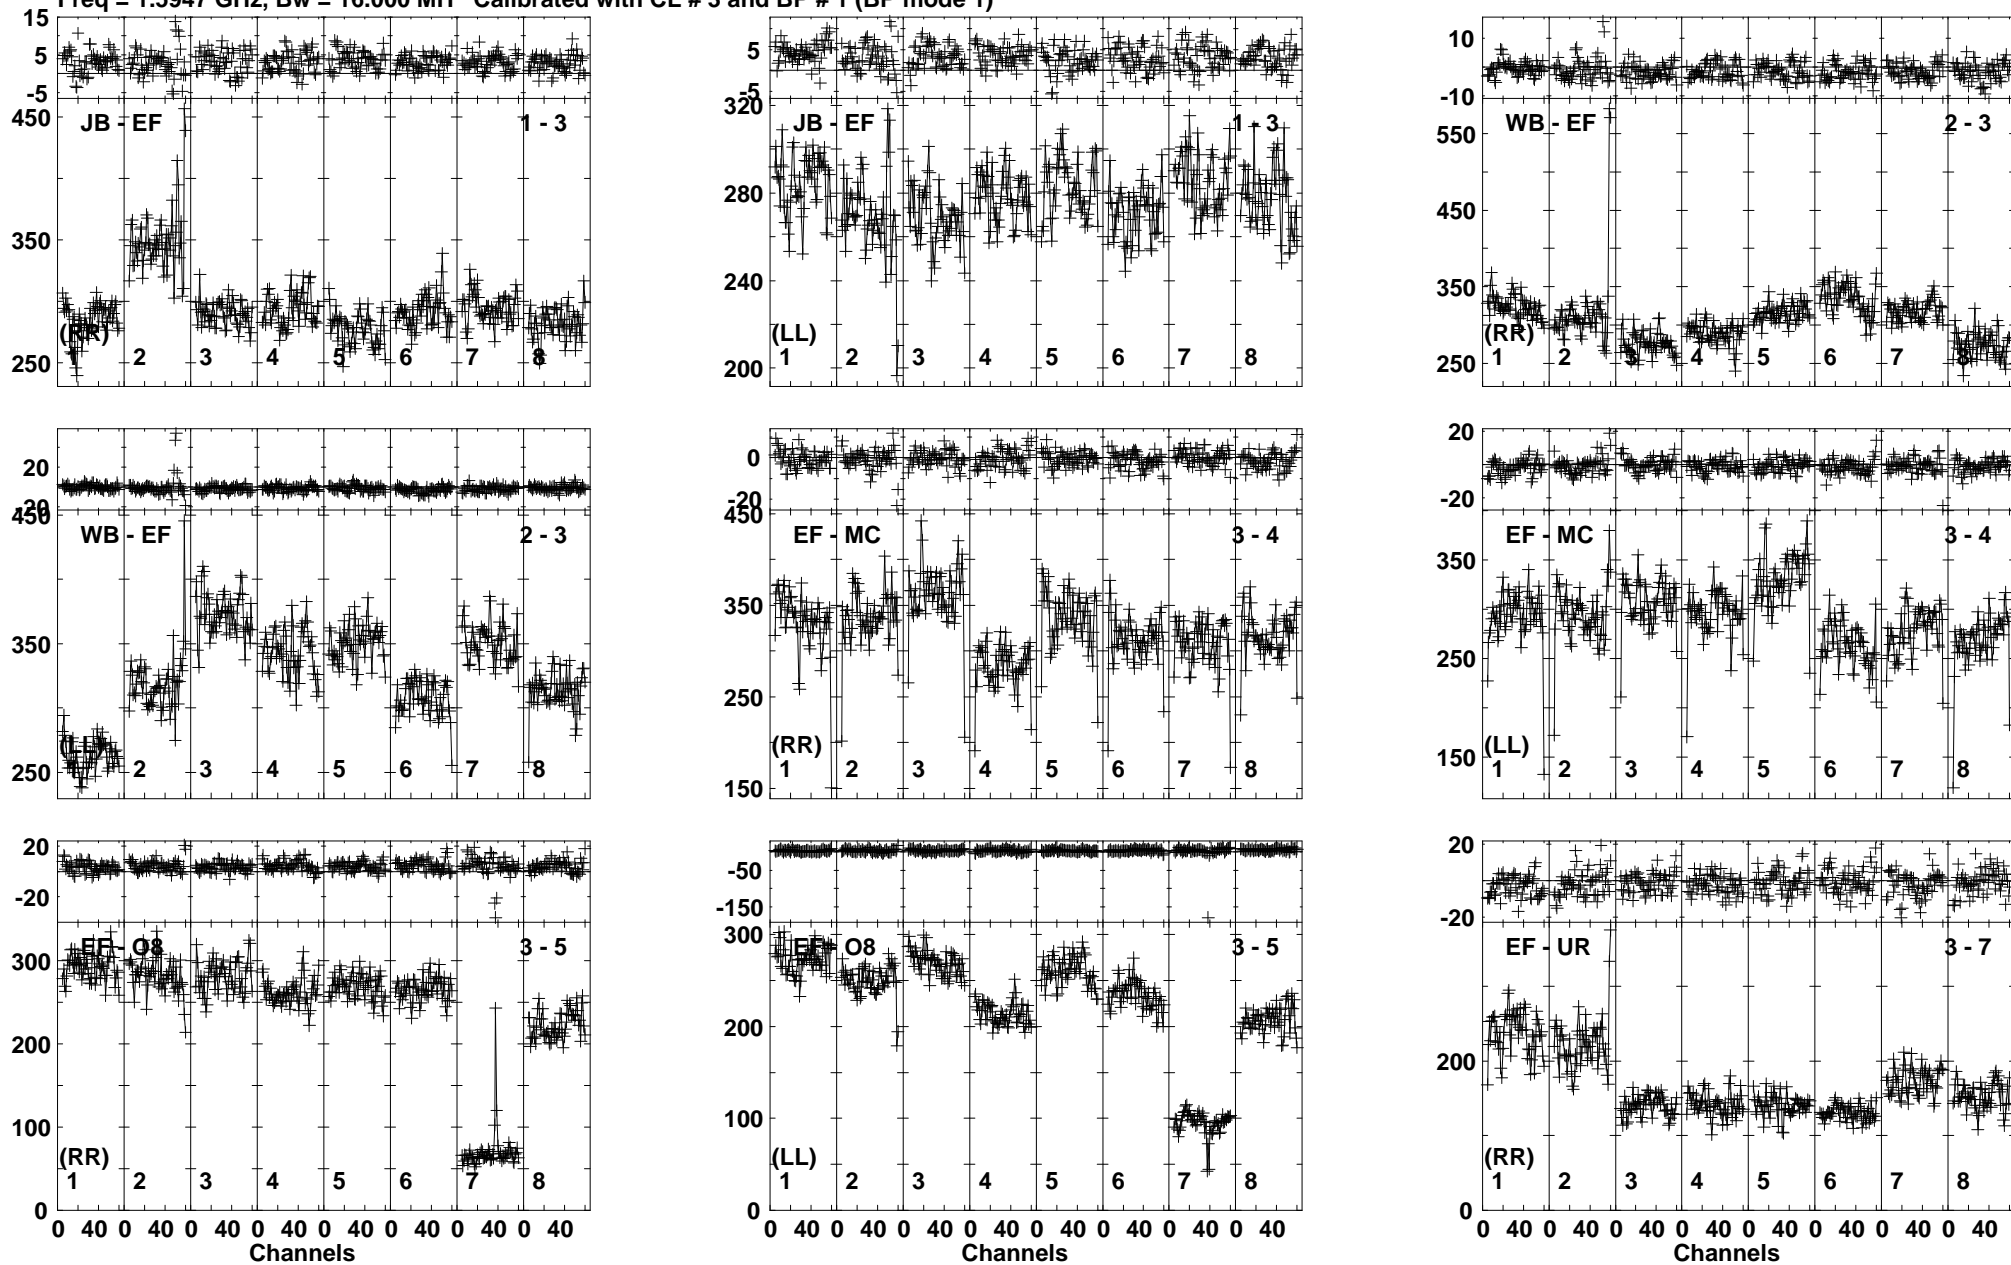 Freq = 1.5947 GHz, Bw = 16.000 MH Calibrated with CL # 3 and BP # 1 (BP mode 1)
15 5 -5
5 -5
10 -10
450 350 250
JB - EF 1 - 3
(RR)
1 2 3 4 5 6 7 8
320 280 240 200
JB - EF 1 - 3
(LL)
1 2 3 4 5 6 7 8
550 450 350 250
WB - EF 2 - 3
(RR)
1 2 3 4 5 6 7 8
20 -20
0 -20
20 -20
450 350 250
WB - EF 2 - 3
(LL)
1 2 3 4 5 6 7 8
450 350 250 150
EF - MC 3 - 4
(RR)
1 2 3 4 5 6 7 8
350 250 150
EF - MC 3 - 4
(LL)
1 2 3 4 5 6 7 8
20 -20
-50 -150
20 -20
300 200 100 0
EF - O8 3 - 5
(RR)
1 2 3 4 5 6 7 8
0 40 0 40 0 40 0 40 0 40 0 40 0 40 0 40
Channels
300 200 100 0
EF - O8 3 - 5
(LL)
1 2 3 4 5 6 7 8
0 40 0 40 0 40 0 40 0 40 0 40 0 40 0 40
Channels
200 0
EF - UR 3 - 7
(RR)
1 2 3 4 5 6 7 8
0 40 0 40 0 40 0 40 0 40 0 40 0 40 0 40
Channels